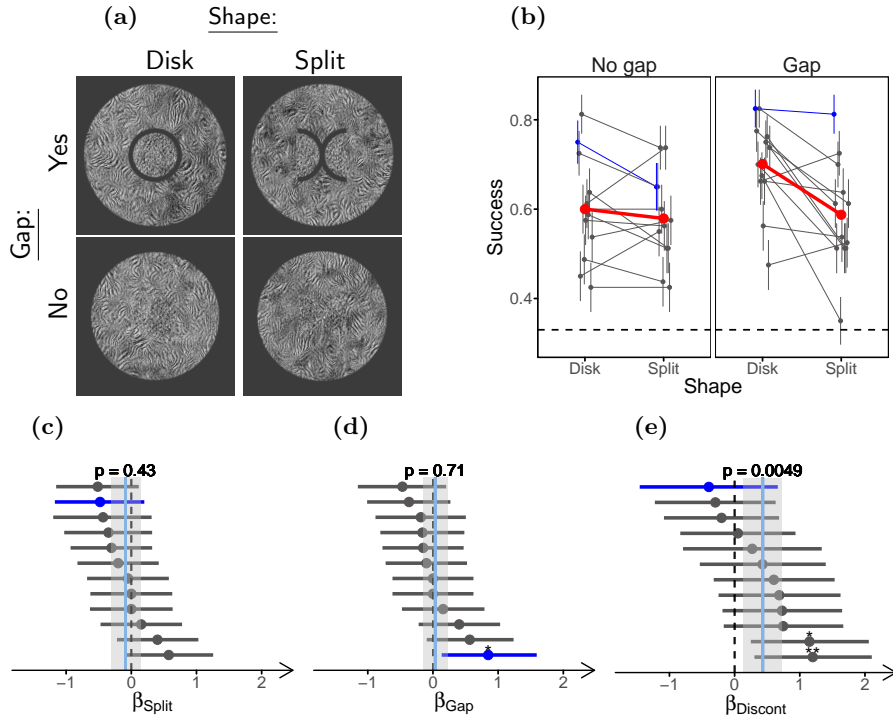 (a)
Shape:
Disk
Split
Gap:
Yes
No
(b)
No gap
Gap
Success
0.8
0.6
0.4
Disk
Split
Disk
Split
Shape
(c)
p = 0.43
−1
0
1
2
βSplit
(d)
p = 0.71
*
−1
0
1
2
βGap
(e)
p = 0.0049
*
**
−1
0
1
2
βDiscont